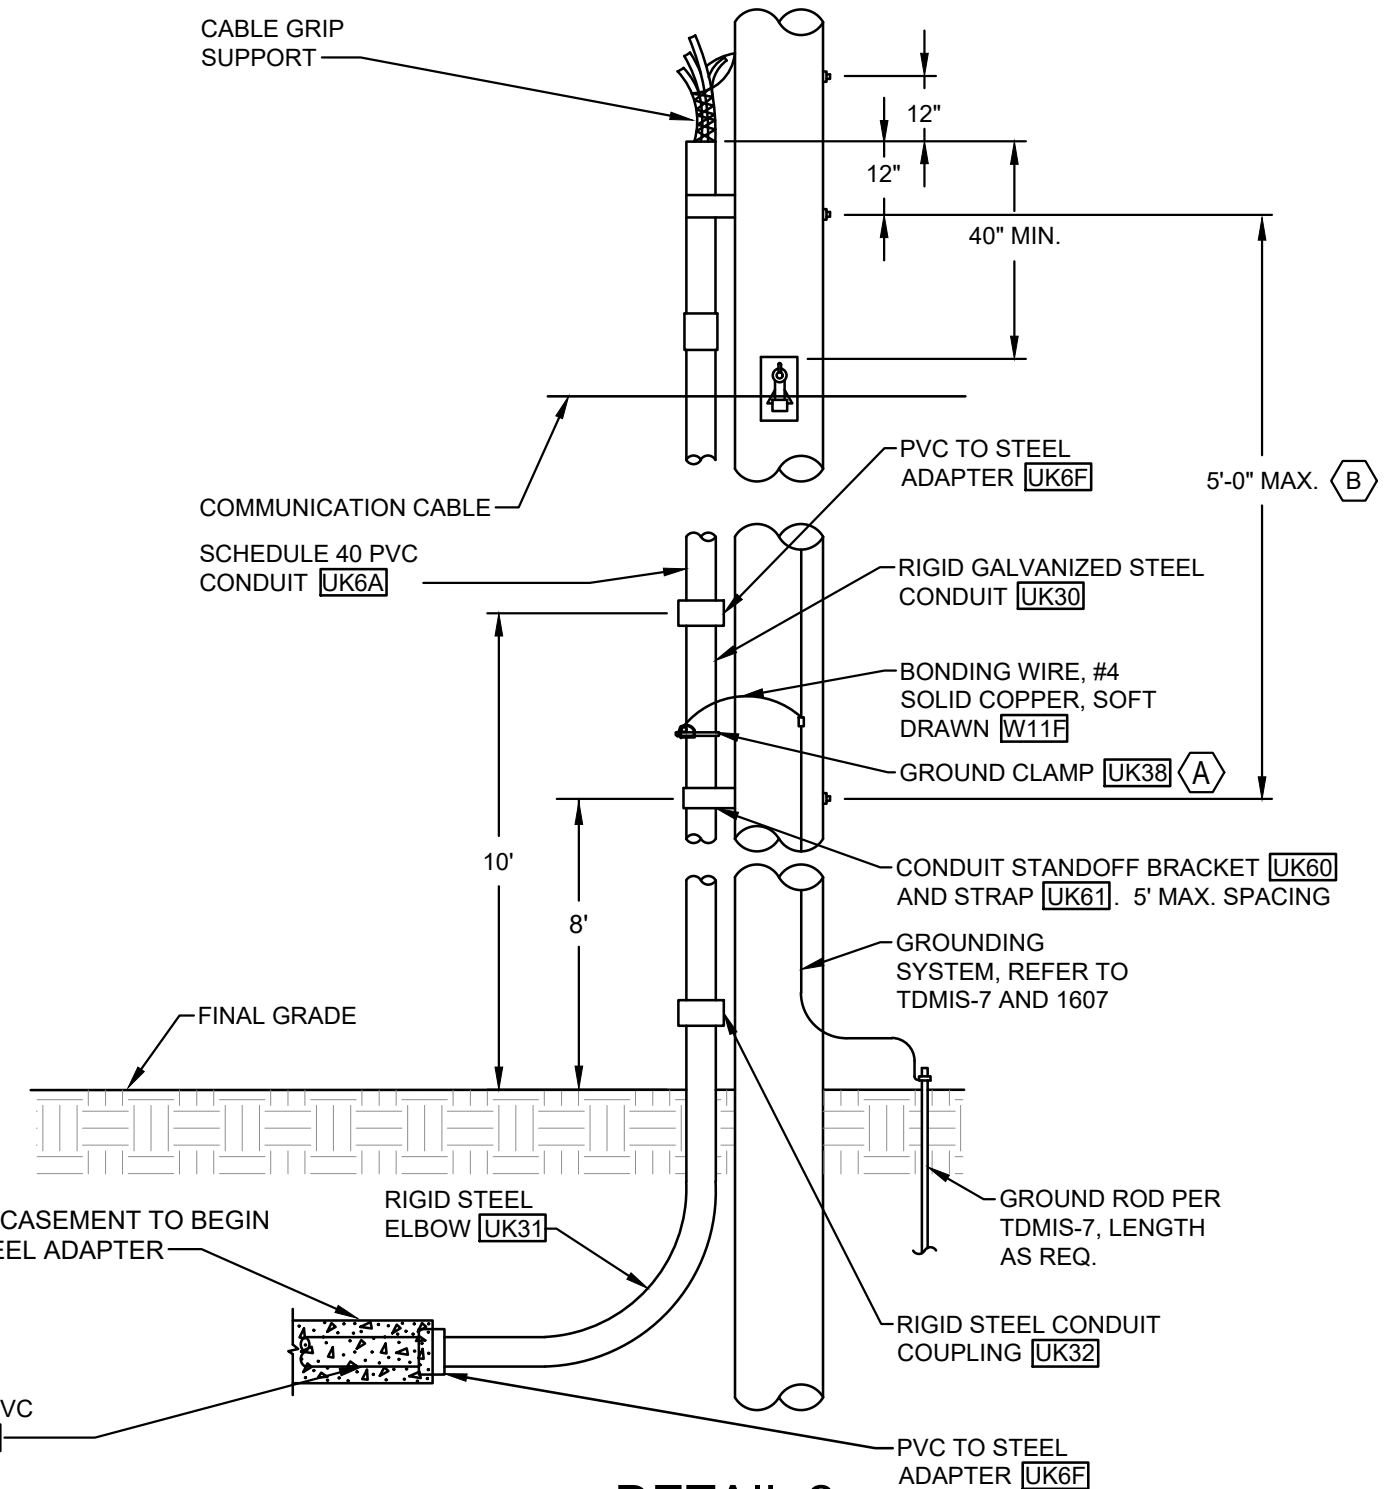 CABLE GRIP
SUPPORT
12"
12"
40" MIN.
5'-0" MAX. B
COMMUNICATION CABLE
PVC TO STEEL
ADAPTER UK6F
SCHEDULE 40 PVC
CONDUIT UK6A
RIGID GALVANIZED STEEL
CONDUIT UK30
BONDING WIRE, #4
SOLID COPPER, SOFT
DRAWN W11F
GROUND CLAMP UK38 A
10'
8'
CONDUIT STANDOFF BRACKET UK60
AND STRAP UK61. 5' MAX. SPACING
GROUNDING
SYSTEM, REFER TO
TDMIS-7 AND 1607
FINAL GRADE
CASEMENT TO BEGIN
EEL ADAPTER
RIGID STEEL
ELBOW UK31
GROUND ROD PER
TDMIS-7, LENGTH
AS REQ.
RIGID STEEL CONDUIT
COUPLING UK32
VC
PVC TO STEEL
ADAPTER UK6F